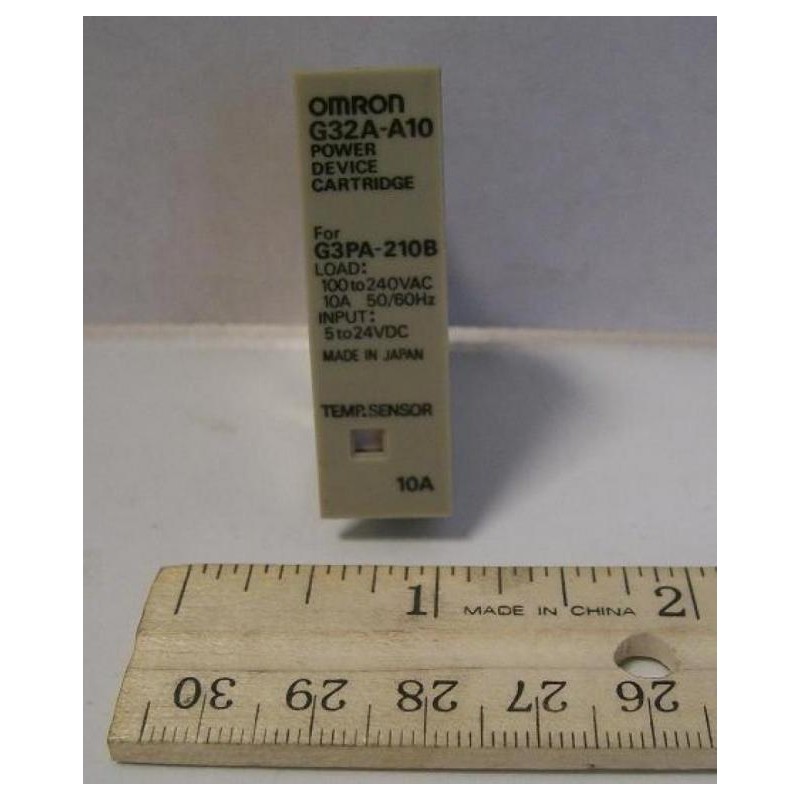 OMRON
G32A-A10
POWER
DEVICE
CARTRIDGE
For
G3PA-210B
LOAD:
100 to 240VAC
10A 50/60Hz
INPUT:
5 to 24VDC
MADE IN JAPAN
TEMP.SENSOR
10A
1 MADE IN CHINA 2
30 29 28 27 26